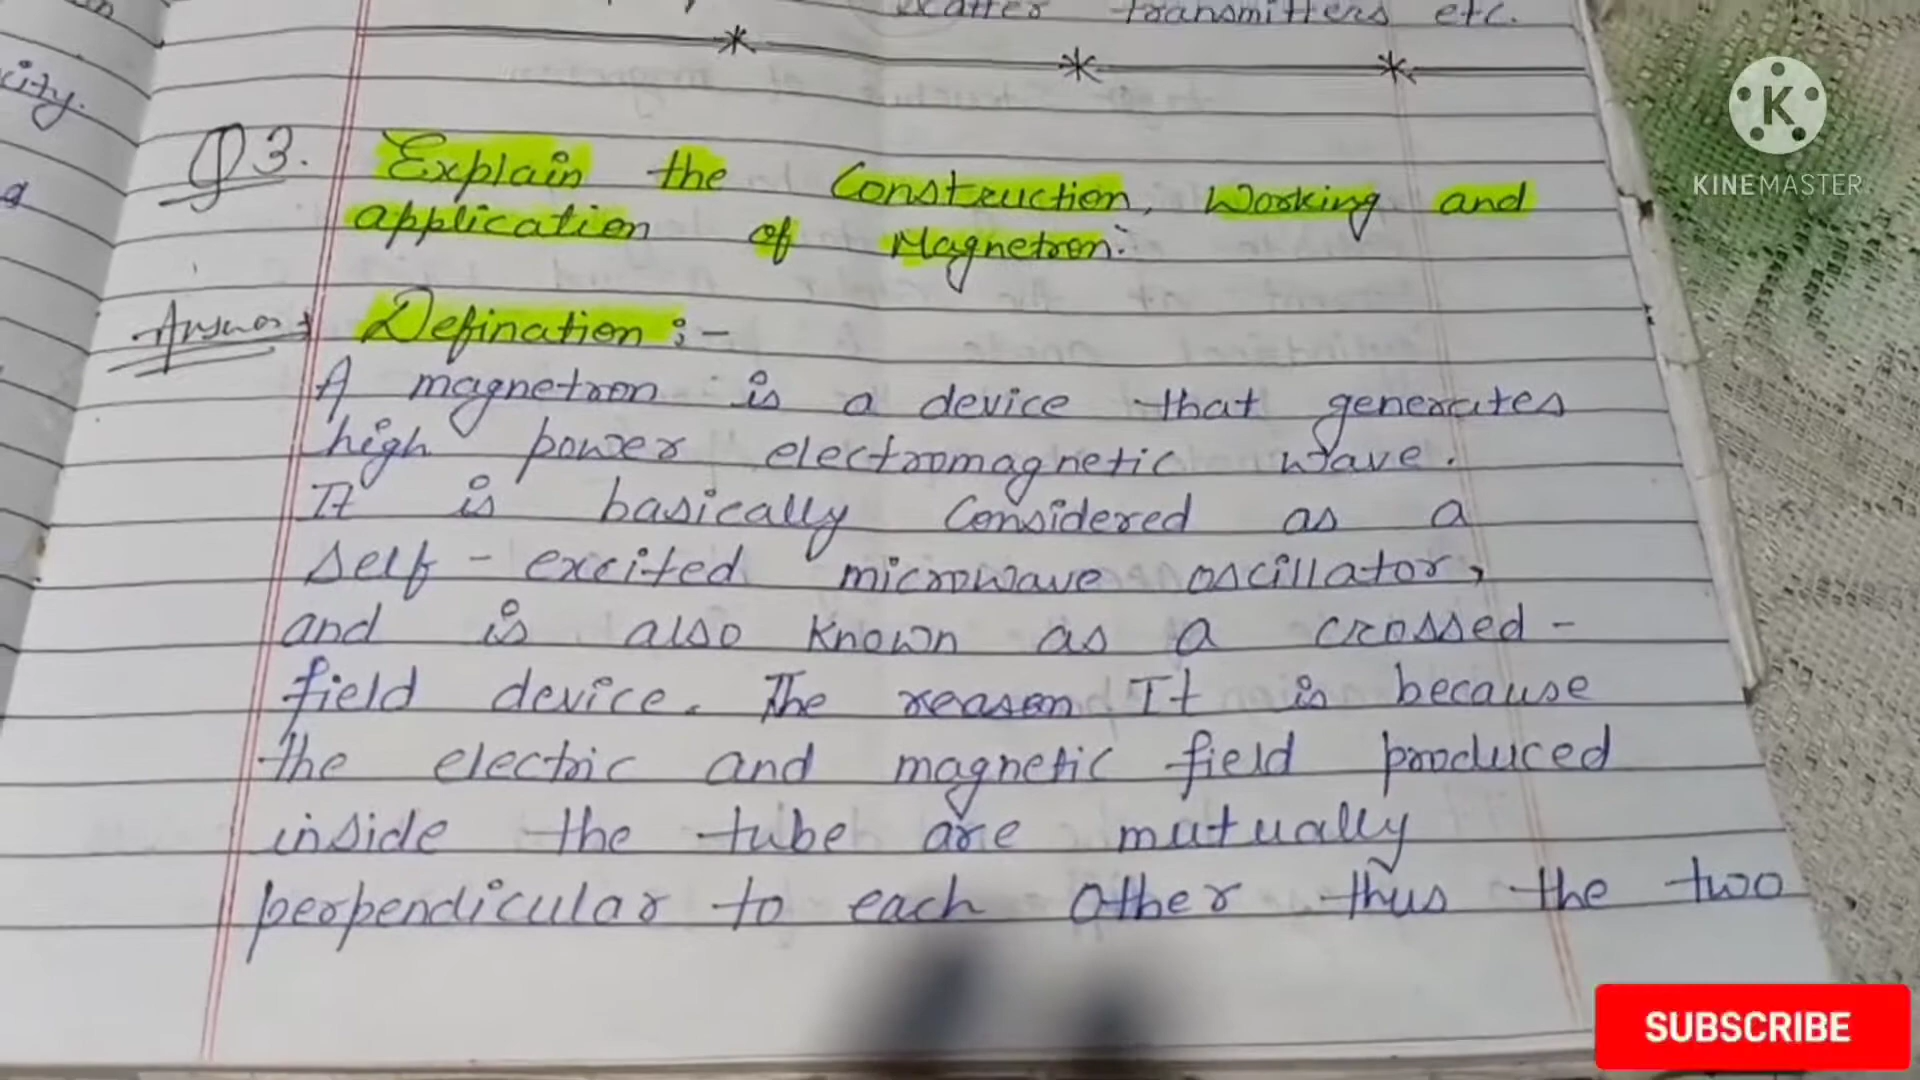 scatter transmitters etc.
city.
Q3. Explain the Construction, Working and
application of Magnetron:
Answer → Defination :-
A magnetron is a device that generates
high power electromagnetic wave.
It is basically Considered as a
self - excited microwave oscillator,
and is also known as a crossed -
field device. The reason It is because
the electric and magnetic field produced
inside the tube are mutually
perpendicular to each other thus the two
K
KINEMASTER
SUBSCRIBE